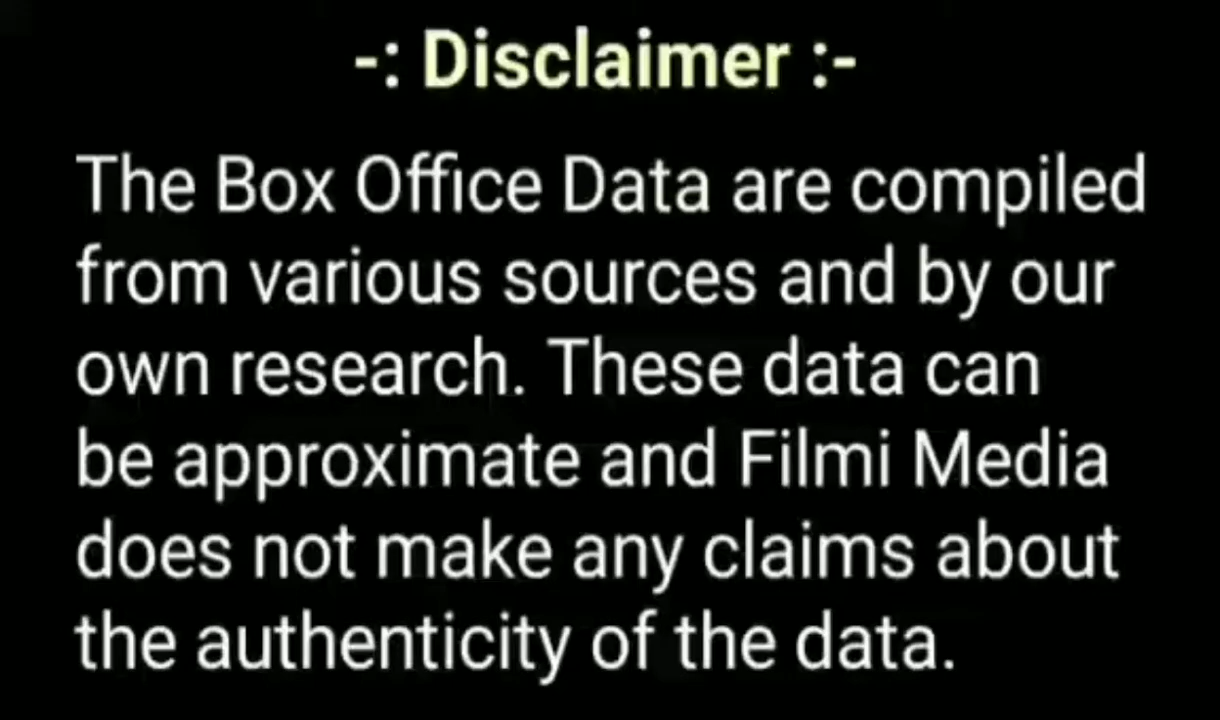 -: Disclaimer :-
The Box Office Data are compiled
from various sources and by our
own research. These data can
be approximate and Filmi Media
does not make any claims about
the authenticity of the data.